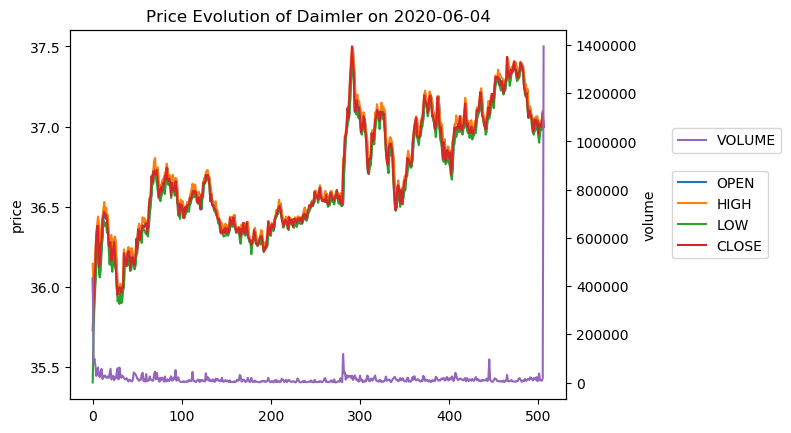 Price Evolution of Daimler on 2020-06-04
37.5
37.0
36.5
36.0
35.5
price
0
100
200
300
400
500
1400000
1200000
1000000
800000
600000
400000
200000
0
volume
VOLUME
OPEN
HIGH
LOW
CLOSE